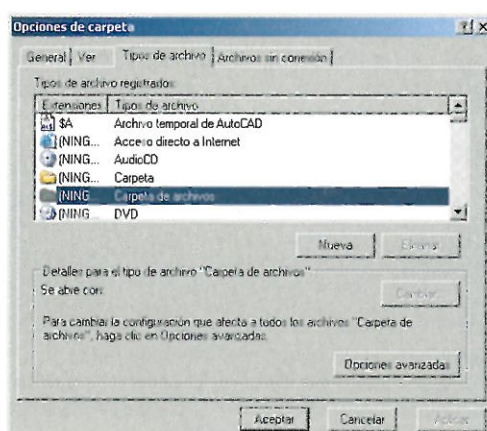 Opciones de carpeta
General Ver Tipos de archivo Archivos sin conexión
Tipos de archivo registrados:
Extensiones Tipos de archivo
$A Archivo temporal de AutoCAD
(NING... Acceso directo a Internet
(NING... AudioCD
(NING... Carpeta
(NING... Carpeta de archivos
(NING... DVD
Nueva Eliminar
Detalles para el tipo de archivo "Carpeta de archivos"
Se abre con: Cambiar...
Para cambiar la configuración que afecta a todos los archivos "Carpeta de
archivos", haga clic en Opciones avanzadas.
Opciones avanzadas
Aceptar Cancelar Aplicar